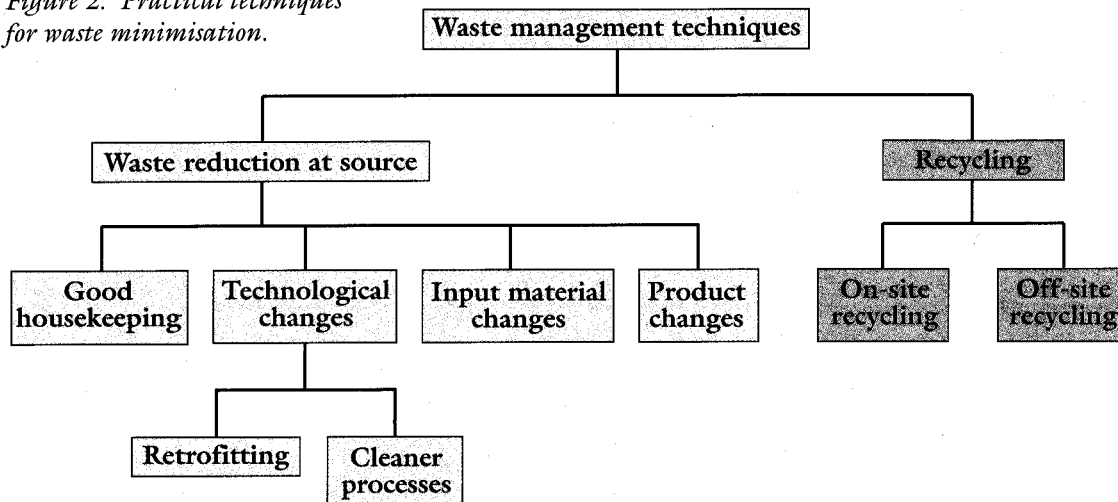 Figure 2. Practical techniques
for waste minimisation.
Waste management techniques
Waste reduction at source
Recycling
Good
housekeeping
Technological
changes
Input material
changes
Product
changes
On-site
recycling
Off-site
recycling
Retrofitting
Cleaner
processes